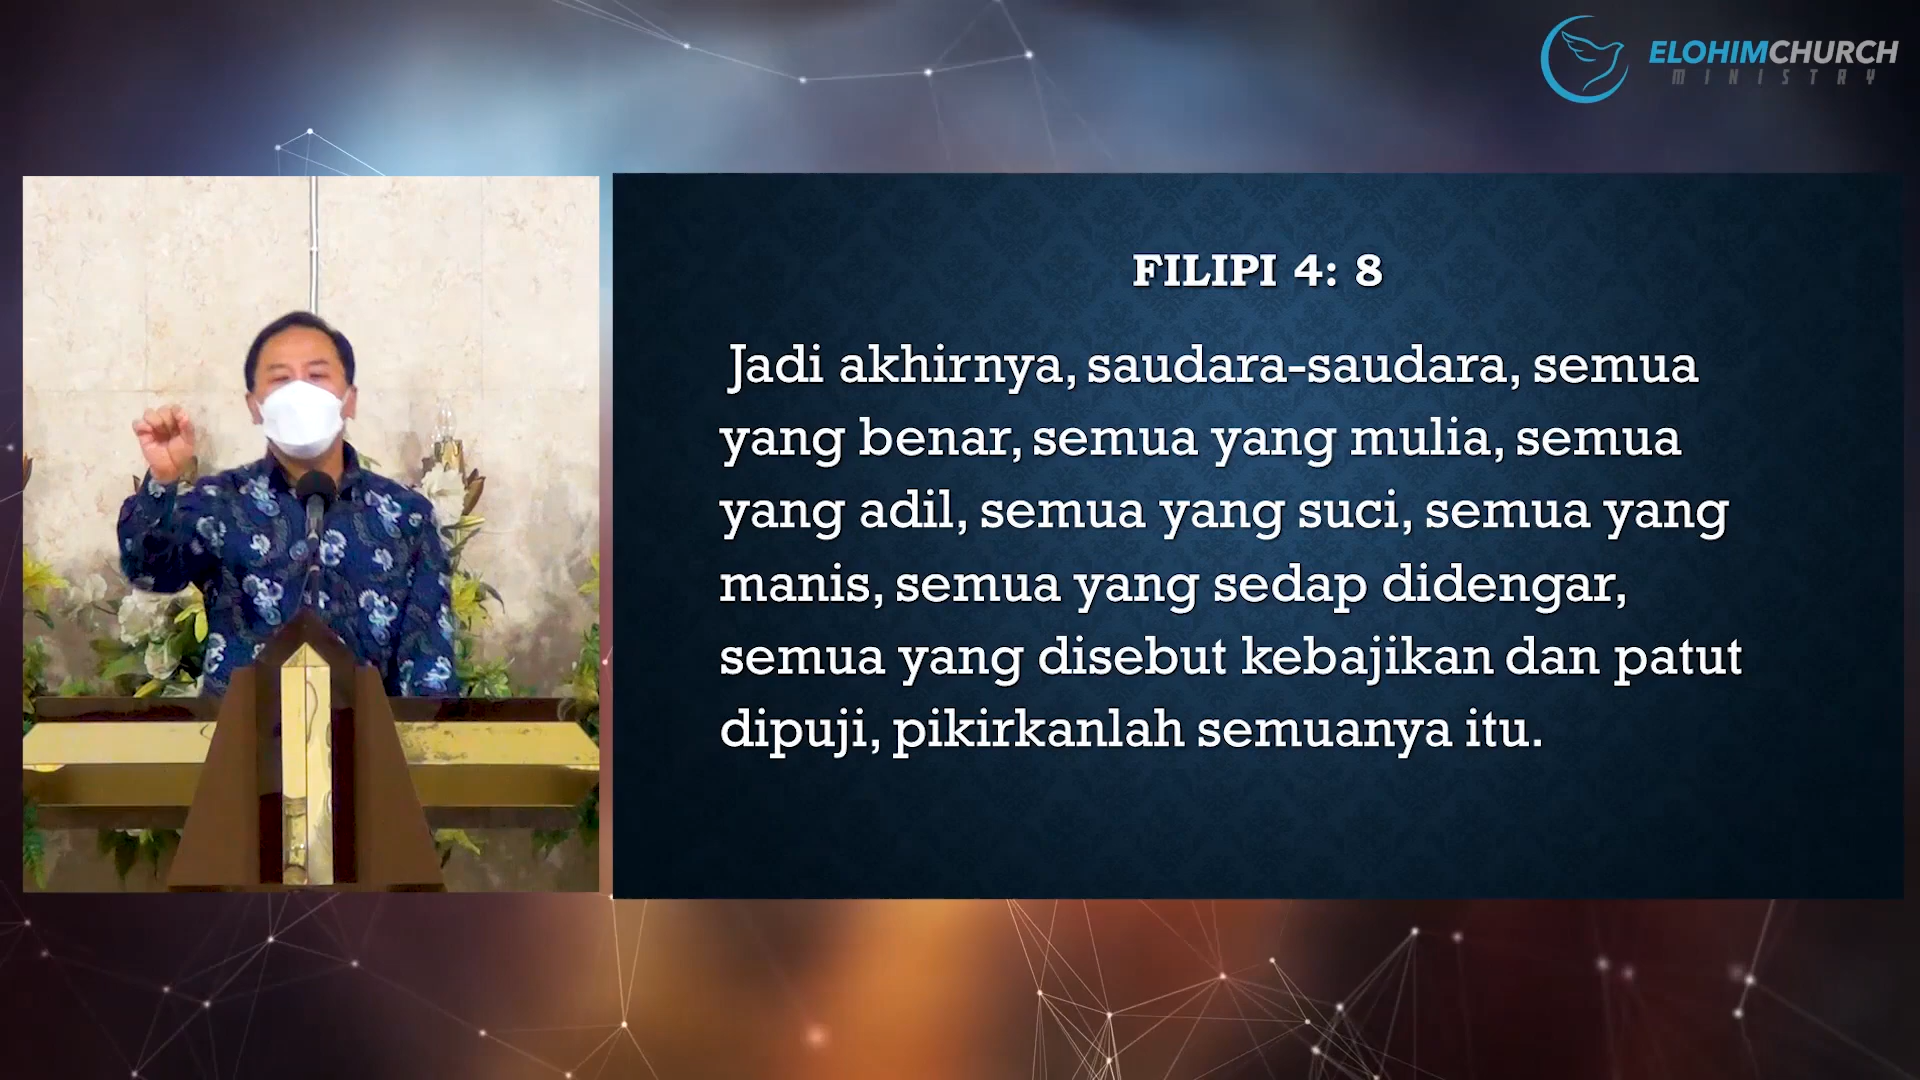 ELOHIMCHURCH
MINISTRY
FILIPI 4: 8
Jadi akhirnya, saudara-saudara, semua
yang benar, semua yang mulia, semua
yang adil, semua yang suci, semua yang
manis, semua yang sedap didengar,
semua yang disebut kebajikan dan patut
dipuji, pikirkanlah semuanya itu.